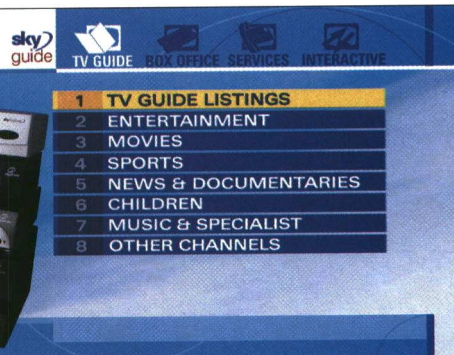 sky
guide
TV GUIDE BOX OFFICE SERVICES INTERACTIVE
1 TV GUIDE LISTINGS
2 ENTERTAINMENT
3 MOVIES
4 SPORTS
5 NEWS & DOCUMENTARIES
6 CHILDREN
7 MUSIC & SPECIALIST
8 OTHER CHANNELS